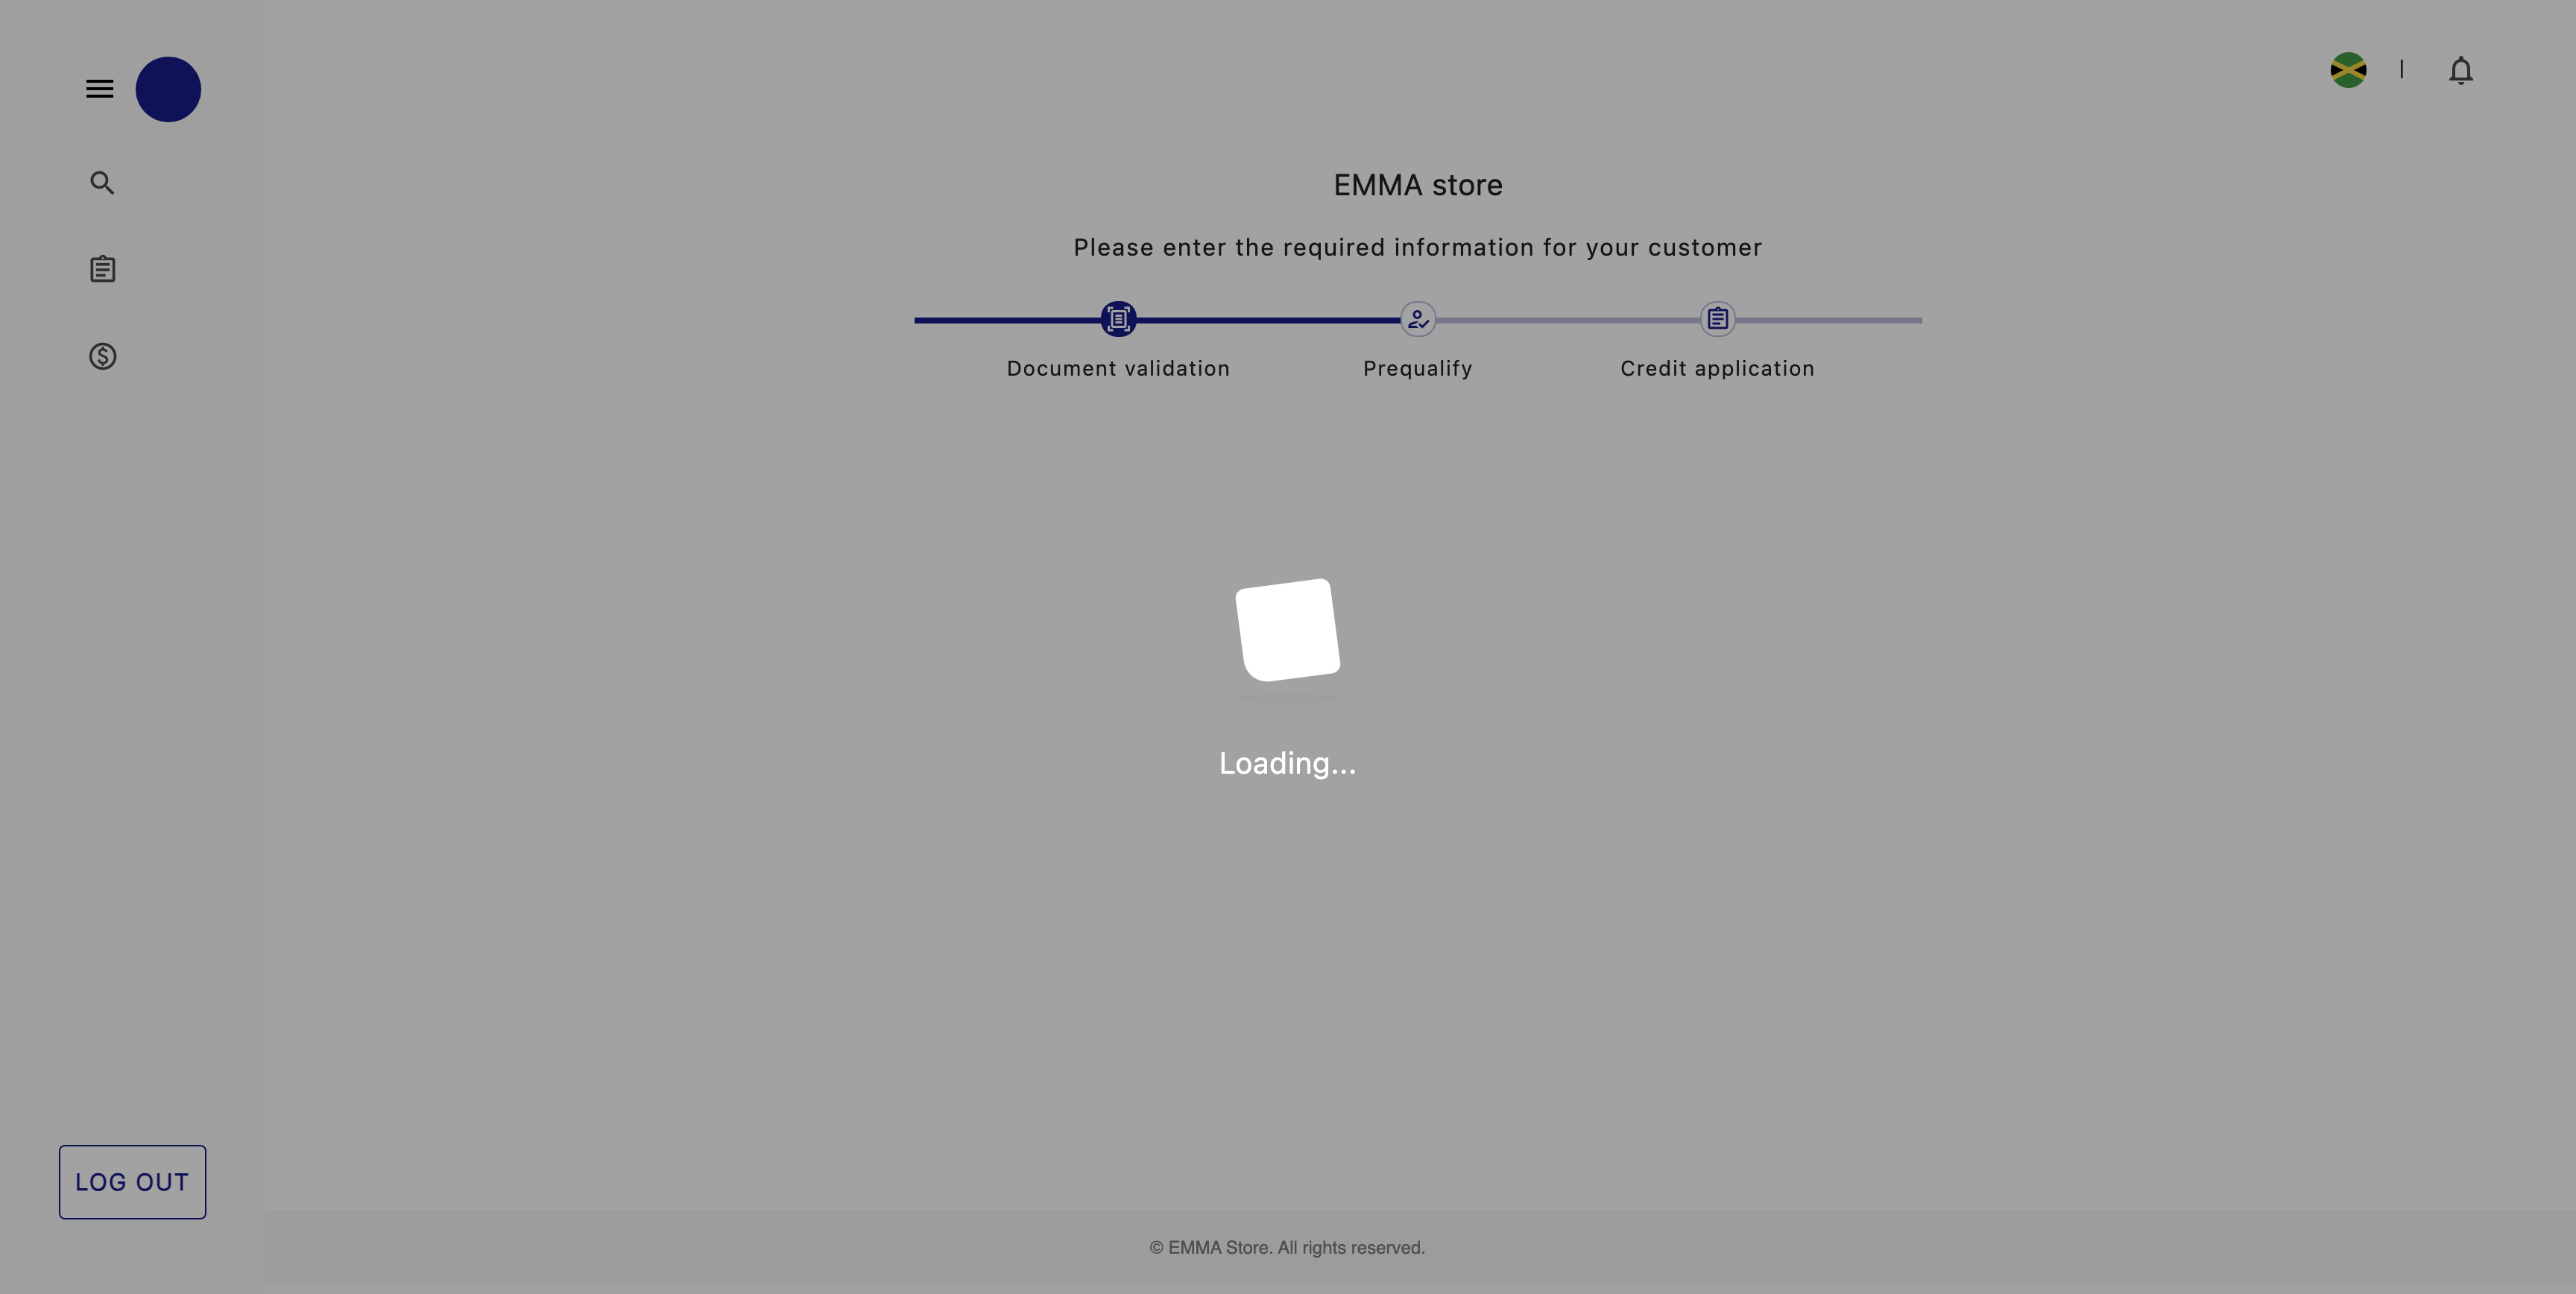 EMMA store
Please enter the required information for your customer
Document validation
Prequalify
Credit application
Loading...
LOG OUT
© EMMA Store. All rights reserved.